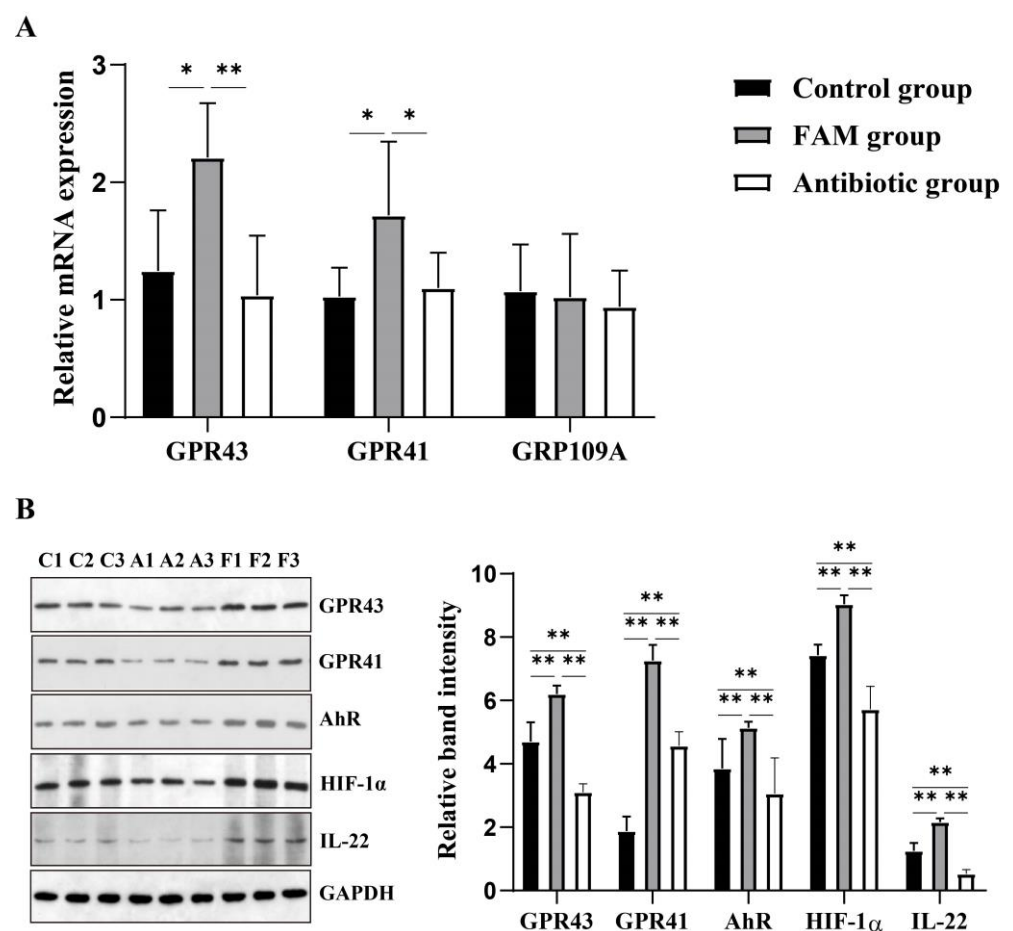 A
Relative mRNA expression
3
2
1
0
* **
* *
GPR43 GPR41 GRP109A
Control group
FAM group
Antibiotic group
B
C1 C2 C3 A1 A2 A3 F1 F2 F3
GPR43
GPR41
AhR
HIF-1α
IL-22
GAPDH
Relative band intensity
10
8
6
4
2
0
**
** **
**
** **
**
** **
**
** **
**
** **
GPR43 GPR41 AhR HIF-1α IL-22